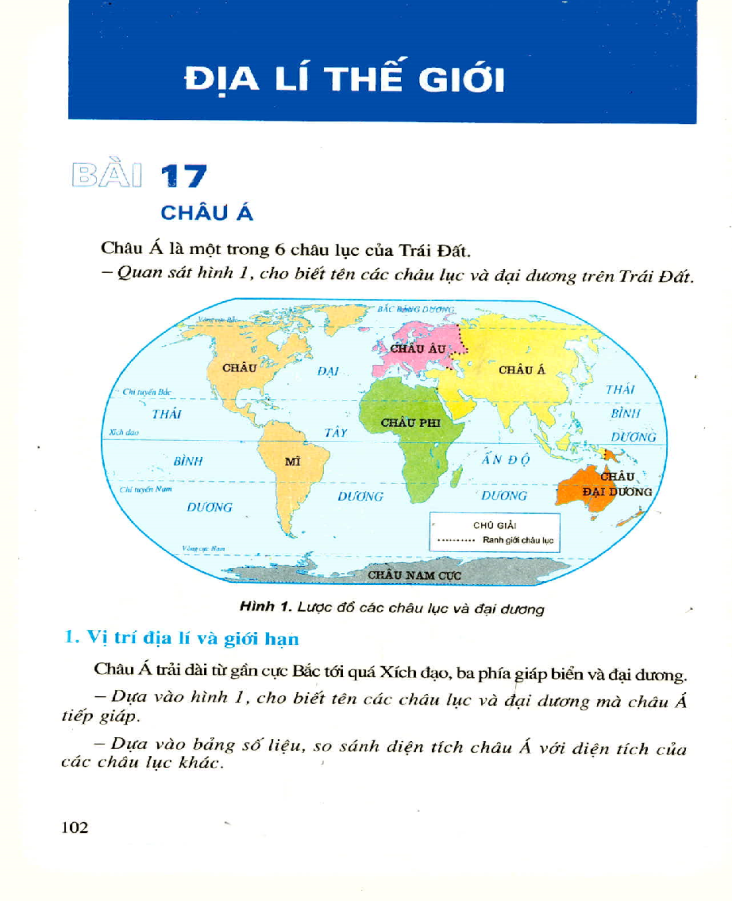 ĐỊA LÍ THẾ GIỚI
BÀI 17
CHÂU Á
Châu Á là một trong 6 châu lục của Trái Đất.
– Quan sát hình 1, cho biết tên các châu lục và đại dương trên Trái Đất.
BẮC BĂNG DƯƠNG
Vòng cực Bắc
CHÂU ÂU
CHÂU
ĐẠI
CHÂU Á
Chí tuyến Bắc
THÁI
THÁI
BÌNH
CHÂU PHI
Xích đạo
TÂY
DƯƠNG
BÌNH
MĨ
ẤN ĐỘ
CHÂU
Chí tuyến Nam
ĐẠI DƯƠNG
DƯƠNG
DƯƠNG
DƯƠNG
CHÚ GIẢI
Ranh giới châu lục
Vòng cực Nam
CHÂU NAM CỰC
Hình 1. Lược đồ các châu lục và đại dương
1. Vị trí địa lí và giới hạn
Châu Á trải dài từ gần cực Bắc tới quá Xích đạo, ba phía giáp biển và đại dương.
– Dựa vào hình 1, cho biết tên các châu lục và đại dương mà châu Á
tiếp giáp.
– Dựa vào bảng số liệu, so sánh diện tích châu Á với diện tích của
các châu lục khác.
102